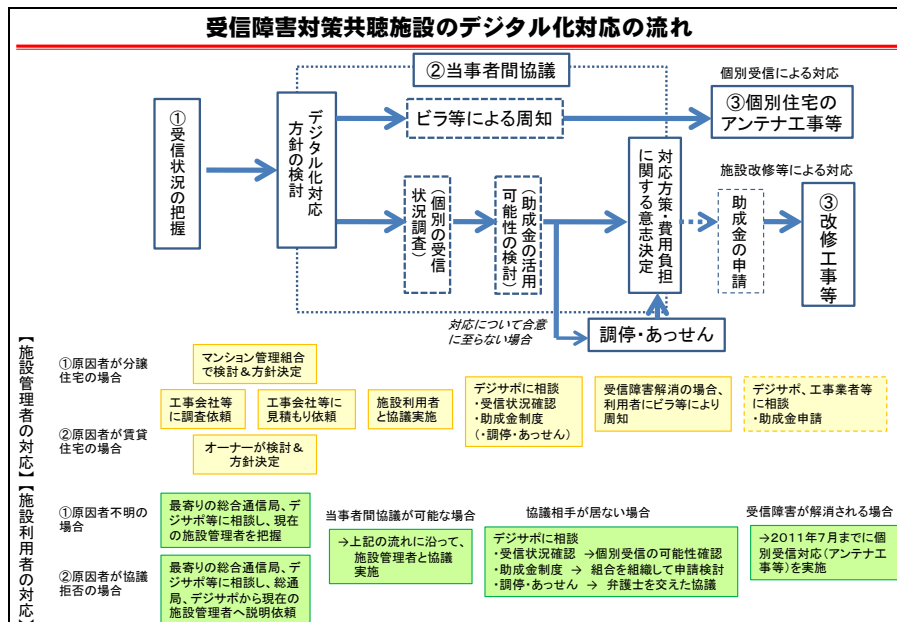 受信障害対策共聴施設のデジタル化対応の流れ
②当事者間協議
個別受信による対応
①受信状況の把握
デジタル化対応
方針の検討
ビラ等による周知
③個別住宅の
アンテナ工事等
(個別の受信
状況調査)
(助成金の活用
可能性の検討)
対応方策・費用負担
に関する意志決定
施設改修等による対応
助成金の申請
③改修工事等
対応について合意
に至らない場合
調停・あっせん
【施設管理者の対応】
①原因者が分譲
住宅の場合
マンション管理組合
で検討&方針決定
工事会社等
に調査依頼
工事会社等に
見積もり依頼
施設利用者
と協議実施
デジサポに相談
・受信状況確認
・助成金制度
(・調停・あっせん)
受信障害解消の場合、
利用者にビラ等により
周知
デジサポ、工事業者等
に相談
・助成金申請
②原因者が賃貸
住宅の場合
オーナーが検討&
方針決定
【施設利用者の対応】
①原因者不明の
場合
最寄りの総合通信局、デ
ジサポ等に相談し、現在
の施設管理者を把握
当事者間協議が可能な場合
→上記の流れに沿って、
施設管理者と協議
実施
協議相手が居ない場合
デジサポに相談
・受信状況確認 →個別受信の可能性確認
・助成金制度 → 組合を組織して申請検討
・調停・あっせん → 弁護士を交えた協議
受信障害が解消される場合
→2011年7月までに個
別受信対応(アンテナ工
事等)を実施
②原因者が協議
拒否の場合
最寄りの総合通信局、デ
ジサポ等に相談し、総通
局、デジサポから現在の
施設管理者へ説明依頼